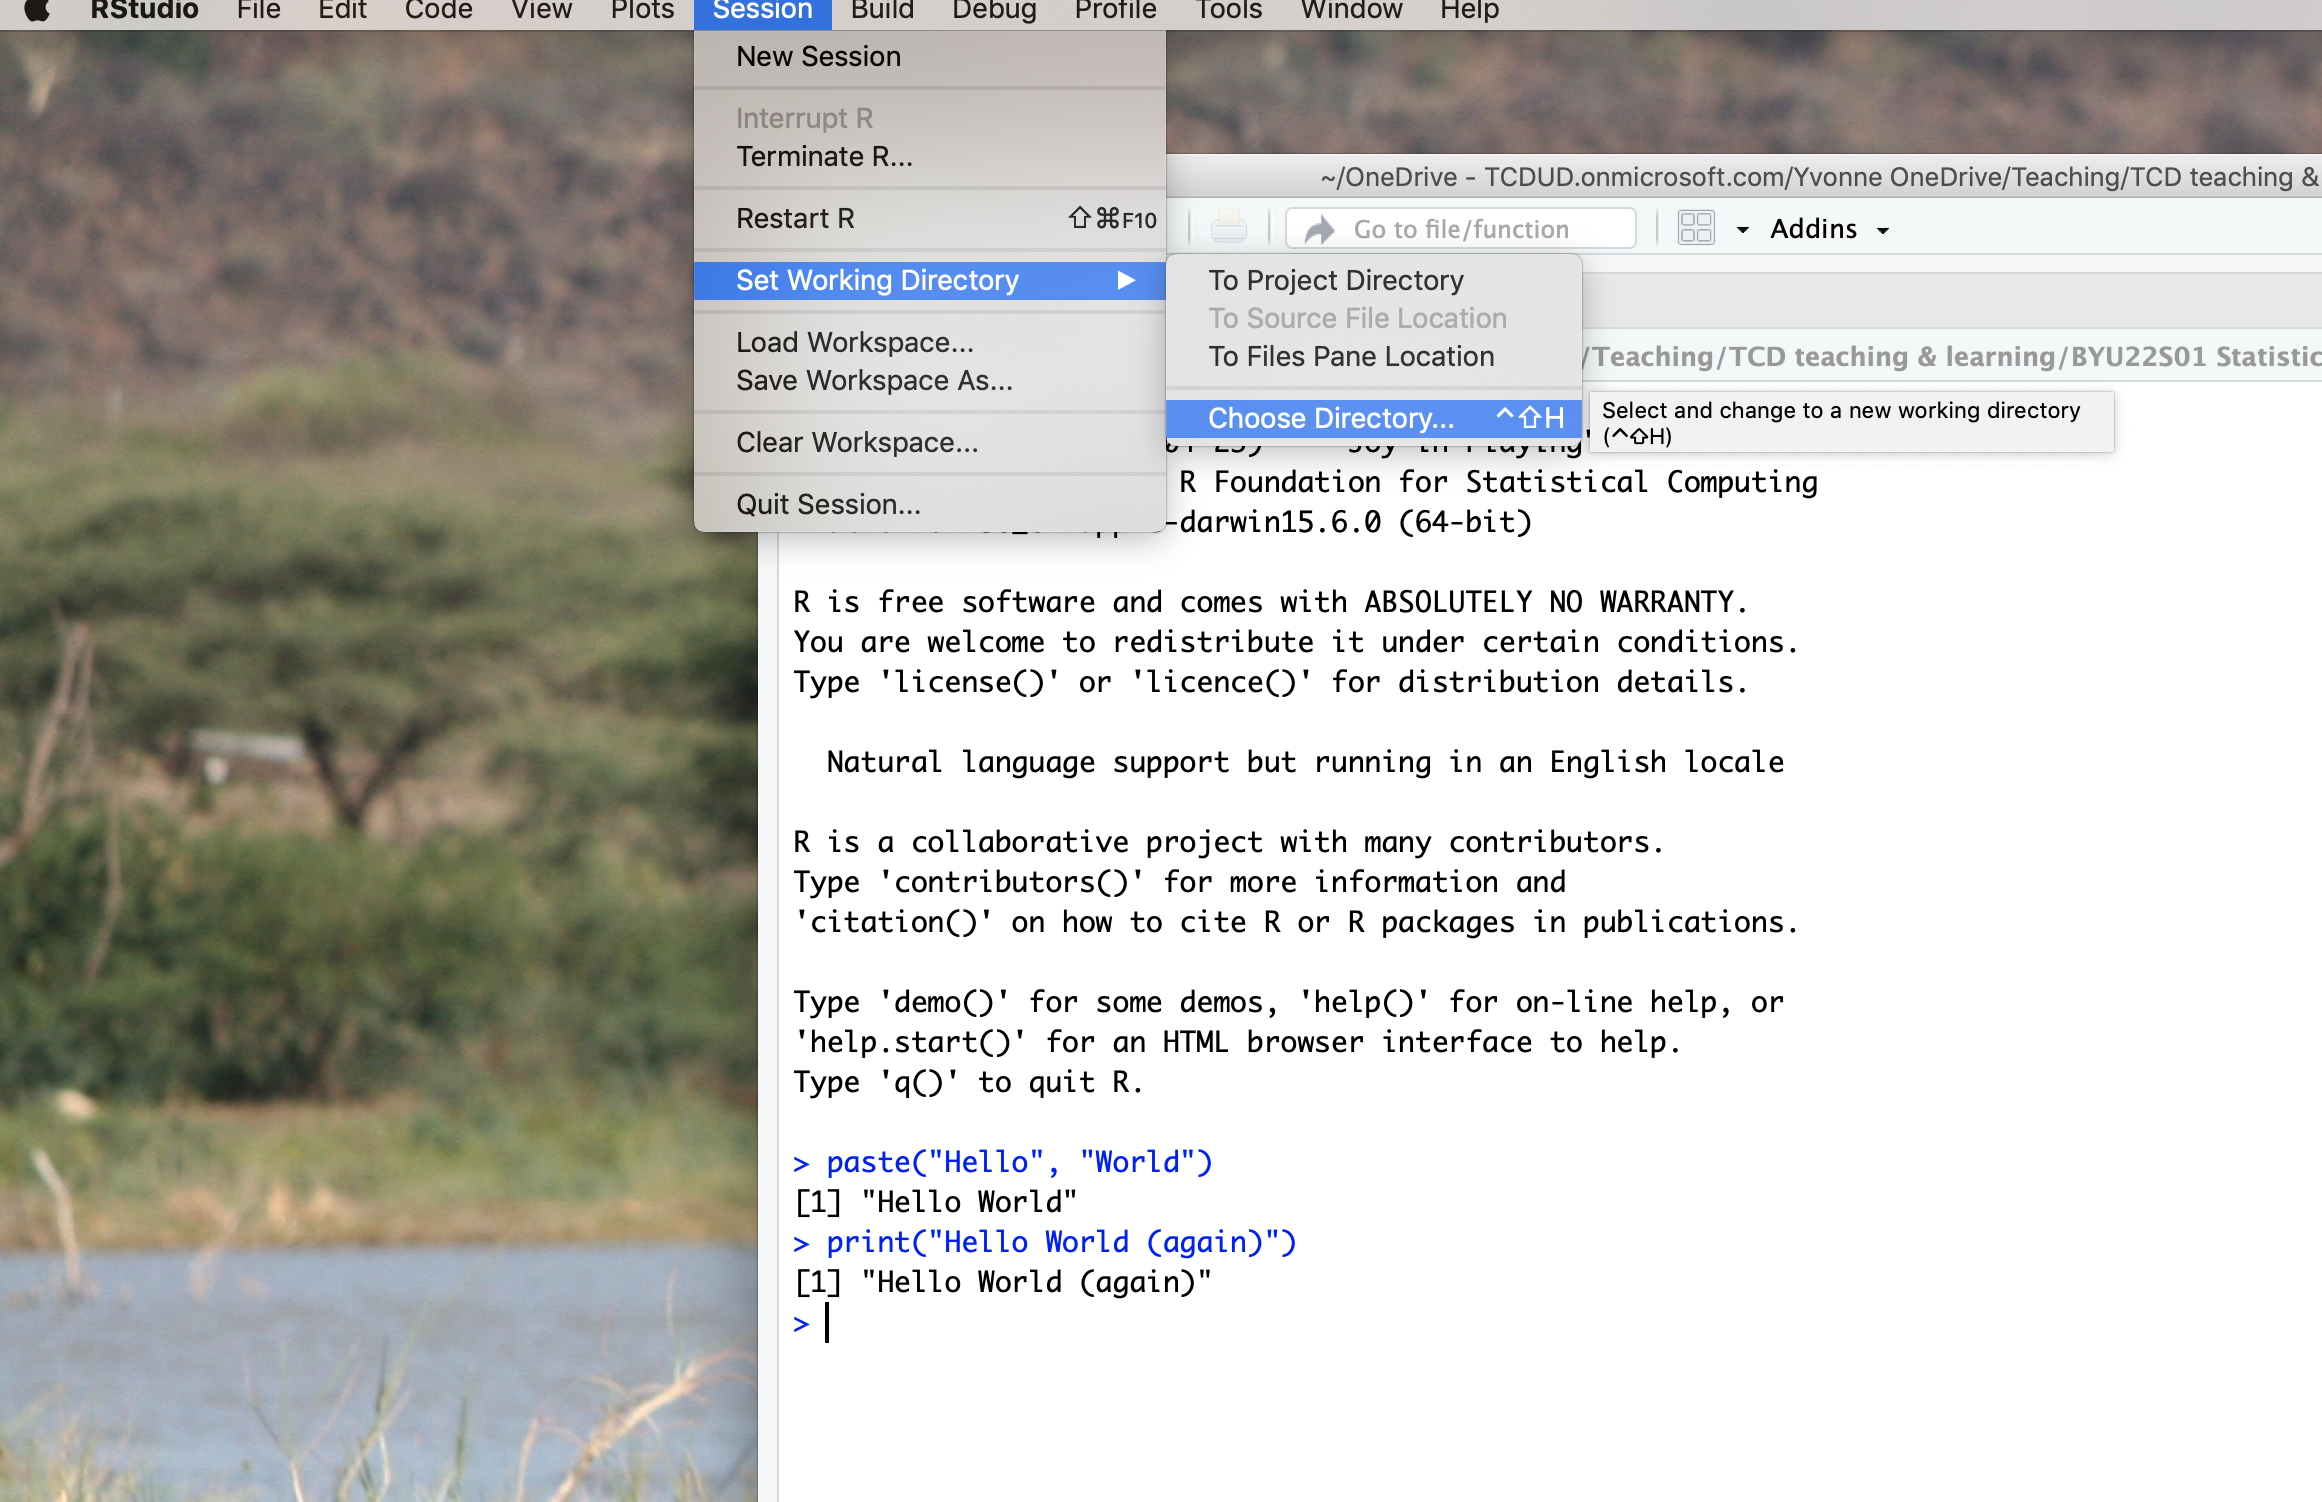 RStudio File Edit Code View Plots Session Build Debug Profile Tools Window Help
New Session
Interrupt R
Terminate R...
Restart R ⇧⌘F10
Set Working Directory ▶
Load Workspace...
Save Workspace As...
Clear Workspace...
Quit Session...
To Project Directory
To Source File Location
To Files Pane Location
Choose Directory... ^⇧H
Select and change to a new working directory
(^⇧H)
~/OneDrive - TCDUD.onmicrosoft.com/Yvonne OneDrive/Teaching/TCD teaching &
Go to file/function Addins
/Teaching/TCD teaching & learning/BYU22S01 Statistic
R Foundation for Statistical Computing
-darwin15.6.0 (64-bit)
R is free software and comes with ABSOLUTELY NO WARRANTY.
You are welcome to redistribute it under certain conditions.
Type 'license()' or 'licence()' for distribution details.
Natural language support but running in an English locale
R is a collaborative project with many contributors.
Type 'contributors()' for more information and
'citation()' on how to cite R or R packages in publications.
Type 'demo()' for some demos, 'help()' for on-line help, or
'help.start()' for an HTML browser interface to help.
Type 'q()' to quit R.
> paste("Hello", "World")
[1] "Hello World"
> print("Hello World (again)")
[1] "Hello World (again)"
>